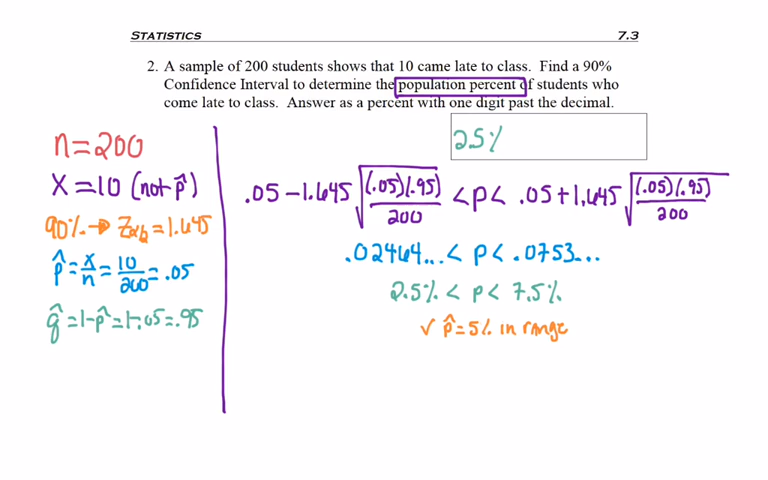 STATISTICS 7.3
2. A sample of 200 students shows that 10 came late to class. Find a 90%
Confidence Interval to determine the population percent of students who
come late to class. Answer as a percent with one digit past the decimal.
2.5%
n=200
X=10 (not p̂)
90% → Zα/2 = 1.645
p̂ = x/n = 10/200 = .05
q̂ = 1-p̂ = 1-.05 = .95
.05 - 1.645 √((.05)(.95)/200) < p < .05 + 1.645 √((.05)(.95)/200)
.02464... < p < .0753...
2.5% < p < 7.5%
✓ p̂ = 5% in range